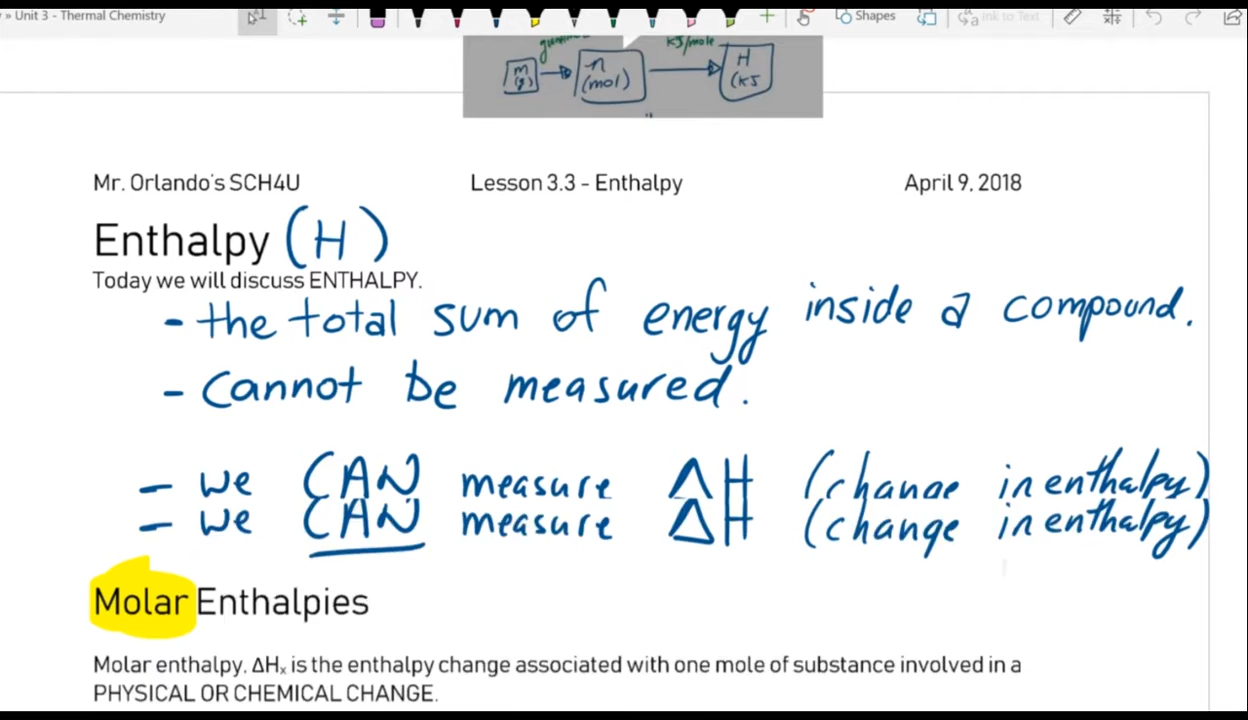 » Unit 3 - Thermal Chemistry
Shapes
Ink to Text
kJ/mole
m
(g)
n
(mol)
H
(kJ
Mr. Orlando's SCH4U
Lesson 3.3 - Enthalpy
April 9, 2018
Enthalpy (H)
Today we will discuss ENTHALPY.
- the total sum of energy inside a compound.
- cannot be measured.
- we CAN measure ΔH (change in enthalpy)
- we CAN measure ΔH (change in enthalpy)
Molar Enthalpies
Molar enthalpy, ΔHₓ is the enthalpy change associated with one mole of substance involved in a
PHYSICAL OR CHEMICAL CHANGE.